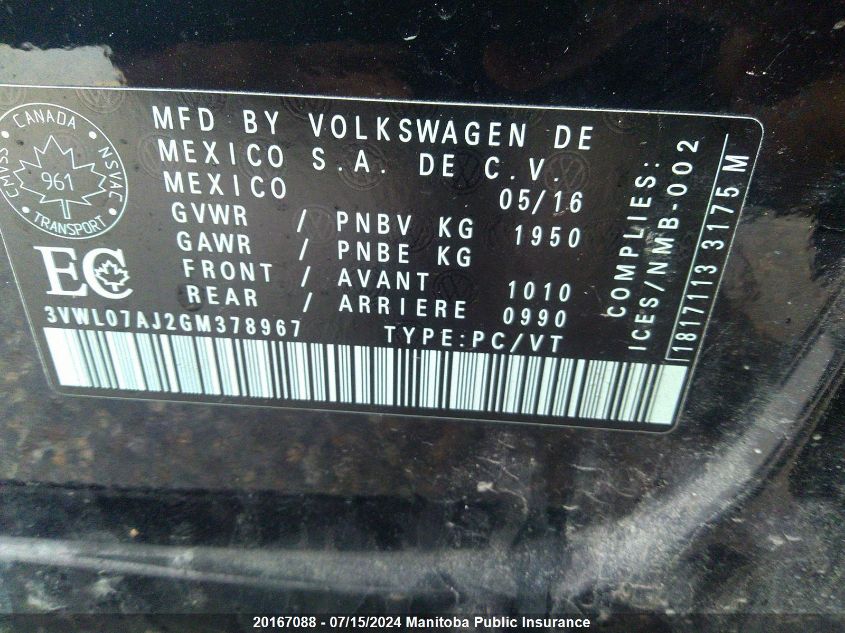 CANADA
CMVSS
NSVAC
961
TRANSPORT
MFD BY VOLKSWAGEN DE
MEXICO S.A. DE C.V.
MEXICO 05/16
GVWR / PNBV KG 1950
GAWR / PNBE KG
FRONT / AVANT 1010
REAR / ARRIERE 0990
EC
3VWL07AJ2GM378967 TYPE:PC/VT
COMPLIES:
ICES/NMB-002
1817113 3175 M
20167088 - 07/15/2024 Manitoba Public Insurance